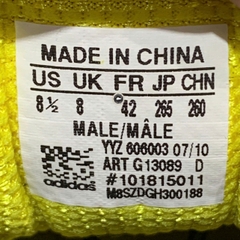 MADE IN CHINA
US UK FR JP CHN
8½ 8 42 265 260
MALE/MÂLE
YYZ 606003 07/10
ART G13089 D
adidas #101815011
M8SZDGH300188